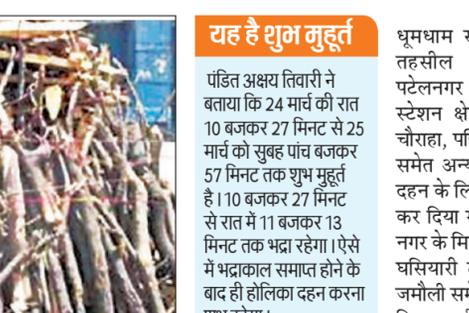 यह है शुभ मुहूर्त
पंडित अक्षय तिवारी ने
बताया कि 24 मार्च की रात
10 बजकर 27 मिनट से 25
मार्च को सुबह पांच बजकर
57 मिनट तक शुभ मुहूर्त
है। 10 बजकर 27 मिनट
से रात में 11 बजकर 13
मिनट तक भद्रा रहेगा। ऐसे
में भद्राकाल समाप्त होने के
बाद ही होलिका दहन करना
धूमधाम
तहसील
पटेलनगर
स्टेशन
चौराहा,
समेत
दहन के
कर दिया
नगर के
घसियारी
जमौली